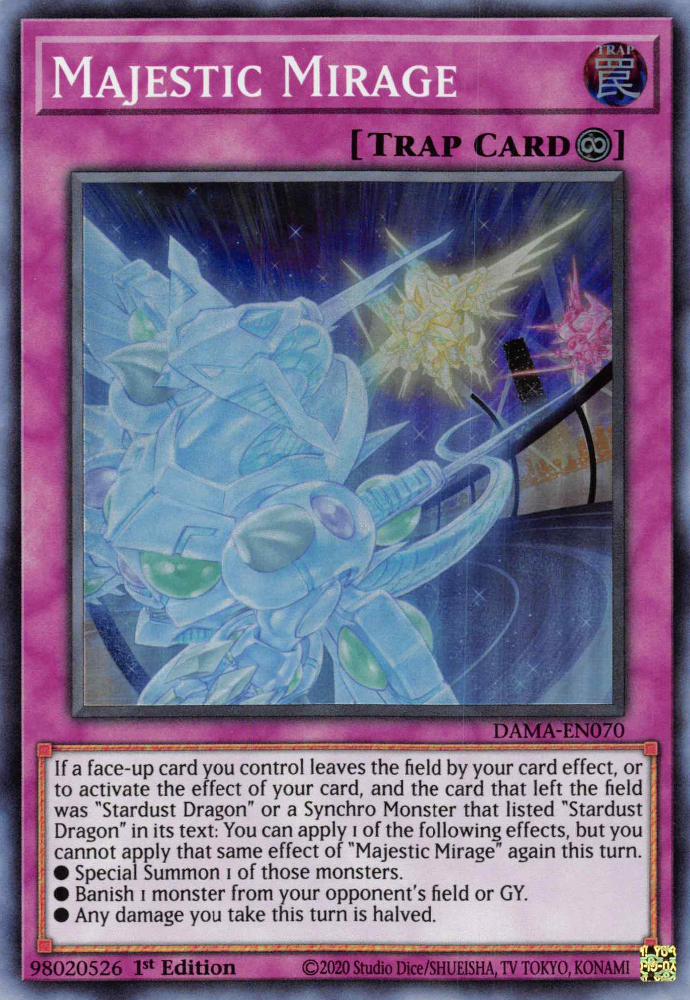 MAJESTIC MIRAGE
TRAP
罠
[TRAP CARD]
DAMA-EN070
If a face-up card you control leaves the field by your card effect, or
to activate the effect of your card, and the card that left the field
was "Stardust Dragon" or a Synchro Monster that listed "Stardust
Dragon" in its text: You can apply 1 of the following effects, but you
cannot apply that same effect of "Majestic Mirage" again this turn.
● Special Summon 1 of those monsters.
● Banish 1 monster from your opponent's field or GY.
● Any damage you take this turn is halved.
98020526 1st Edition ©2020 Studio Dice/SHUEISHA, TV TOKYO, KONAMI